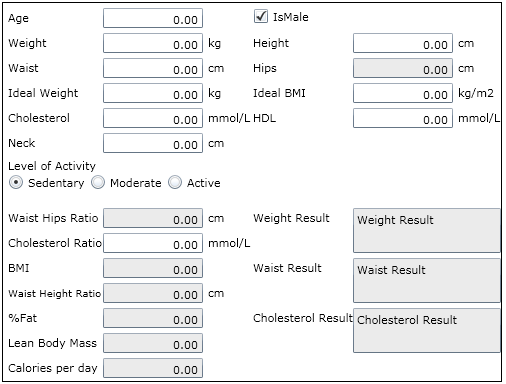 Age 0.00 IsMale
Weight 0.00 kg Height 0.00 cm
Waist 0.00 cm Hips 0.00 cm
Ideal Weight 0.00 kg Ideal BMI 0.00 kg/m2
Cholesterol 0.00 mmol/L HDL 0.00 mmol/L
Neck 0.00 cm
Level of Activity
Sedentary Moderate Active
Waist Hips Ratio 0.00 cm Weight Result Weight Result
Cholesterol Ratio 0.00 mmol/L
BMI 0.00 Waist Result Waist Result
Waist Height Ratio 0.00 cm
%Fat 0.00 Cholesterol Result Cholesterol Result
Lean Body Mass 0.00
Calories per day 0.00